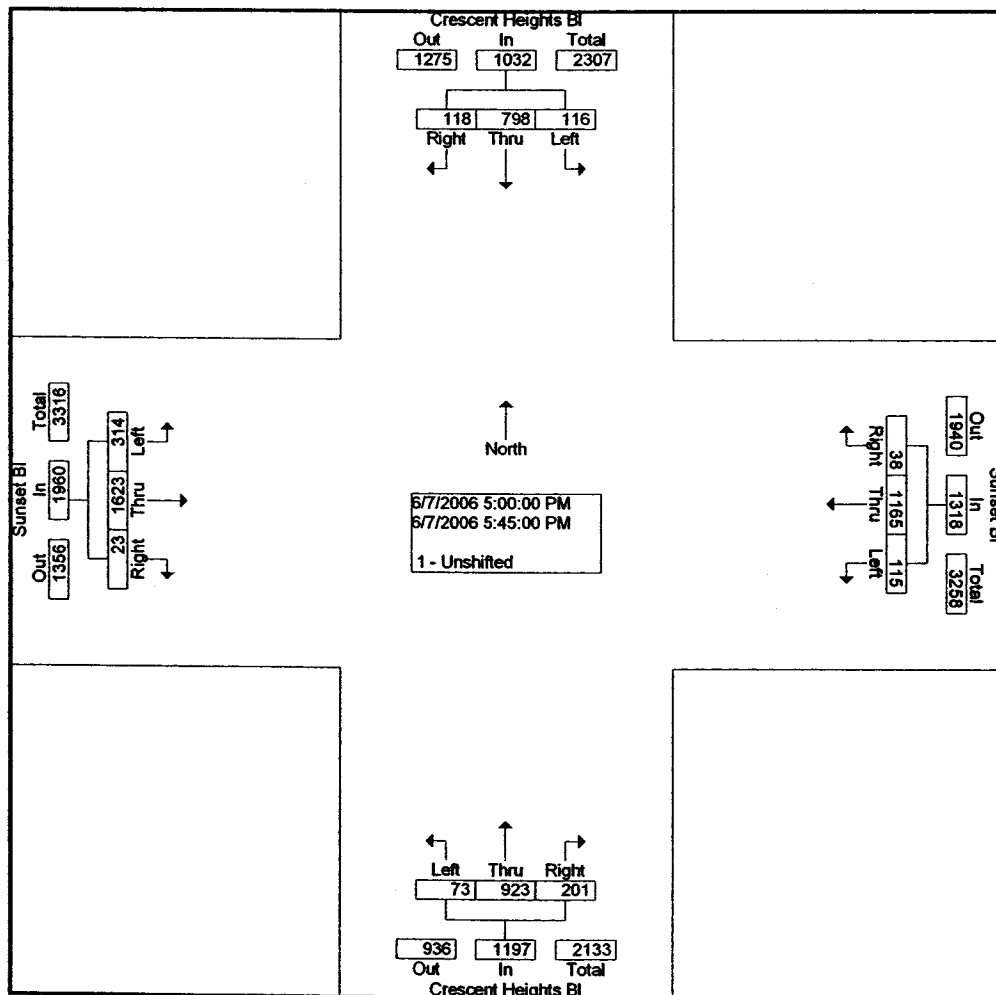 Crescent Heights Bl
Out In Total
1275 1032 2307
118 798 116
Right Thru Left
Sunset Bl
Total In Out
3316 1960 1356
314 1623 23
Left Thru Right
North
6/7/2006 5:00:00 PM
6/7/2006 5:45:00 PM
1 - Unshifted
Right Thru Left
38 1165 115
1940 1318 3258
Out In Total
Sunset Bl
Left Thru Right
73 923 201
936 1197 2133
Out In Total
Crescent Heights Bl